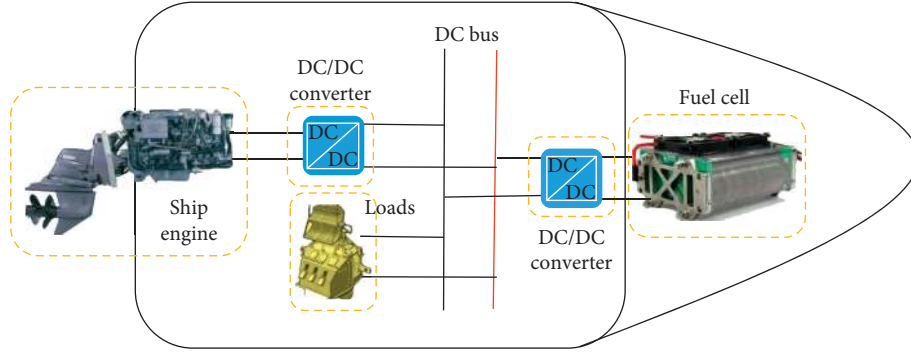 DC bus
DC/DC
converter
Fuel cell
DC
DC
DC
DC
Ship
engine
Loads
DC/DC
converter